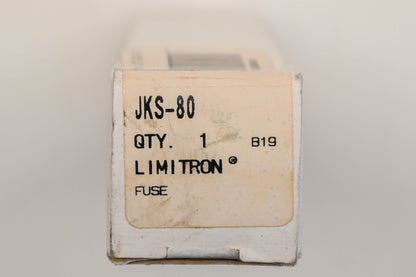 JKS-80
QTY. 1 B19
LIMITRON®
FUSE